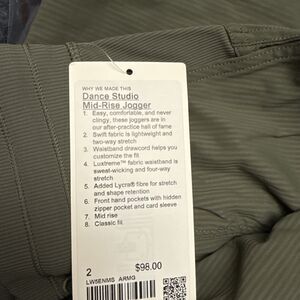 WHY WE MADE THIS
Dance Studio
Mid-Rise Jogger
1. Easy, comfortable, and never
clingy, these joggers are in our
after-practice hall of fame
2. Swift fabric is lightweight and
two-way stretch
3. Waistband drawcord helps you
customize the fit
4. Luxtreme™ fabric waistband is
sweat-wicking and four-way
stretch
5. Added Lycra® fibre for stretch
and shape retention
6. Front hand pockets with hidden
zipper pocket and card sleeve
7. Mid rise
8. Classic fit
2 $98.00
LW5ENMS ARMG